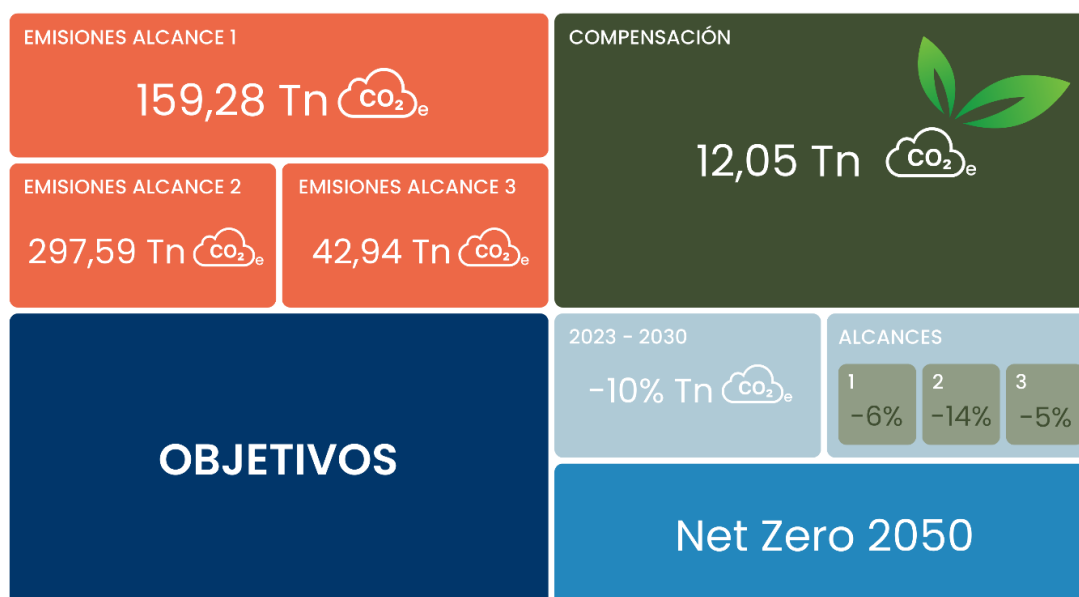 EMISIONES ALCANCE 1
159,28 Tn CO₂e
EMISIONES ALCANCE 2
297,59 Tn CO₂e
EMISIONES ALCANCE 3
42,94 Tn CO₂e
COMPENSACIÓN
12,05 Tn CO₂e
OBJETIVOS
2023 - 2030
-10% Tn CO₂e
ALCANCES
1
-6%
2
-14%
3
-5%
Net Zero 2050